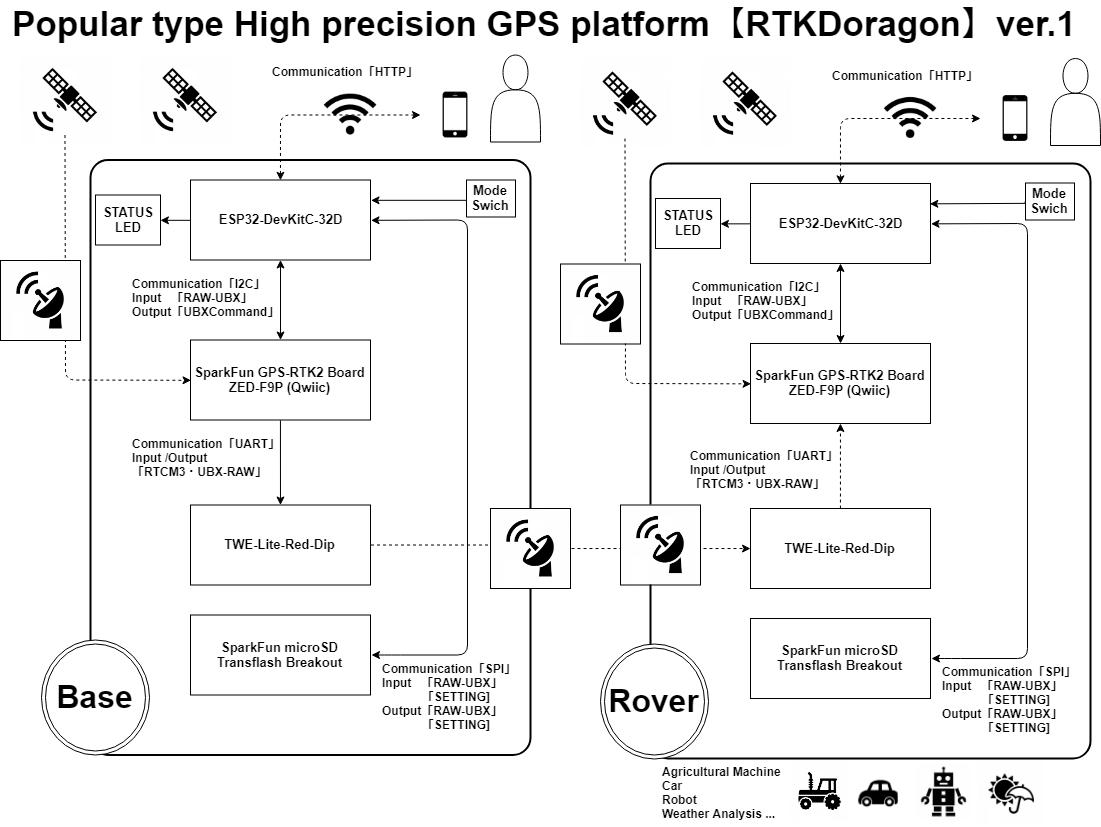 Popular type High precision GPS platform【RTKDoragon】ver.1
Communication「HTTP」
STATUS
LED
ESP32-DevKitC-32D
Mode
Swich
Communication「I2C」
Input 「RAW-UBX」
Output「UBXCommand」
SparkFun GPS-RTK2 Board
ZED-F9P (Qwiic)
Communication「UART」
Input /Output
「RTCM3・UBX-RAW」
TWE-Lite-Red-Dip
SparkFun microSD
Transflash Breakout
Communication「SPI」
Input 「RAW-UBX」
「SETTING]
Output「RAW-UBX」
「SETTING]
Base
Communication「HTTP」
STATUS
LED
ESP32-DevKitC-32D
Mode
Swich
Communication「I2C」
Input 「RAW-UBX」
Output「UBXCommand」
SparkFun GPS-RTK2 Board
ZED-F9P (Qwiic)
Communication「UART」
Input /Output
「RTCM3・UBX-RAW」
TWE-Lite-Red-Dip
SparkFun microSD
Transflash Breakout
Communication「SPI」
Input 「RAW-UBX」
「SETTING]
Output「RAW-UBX」
「SETTING]
Rover
Agricultural Machine
Car
Robot
Weather Analysis ...